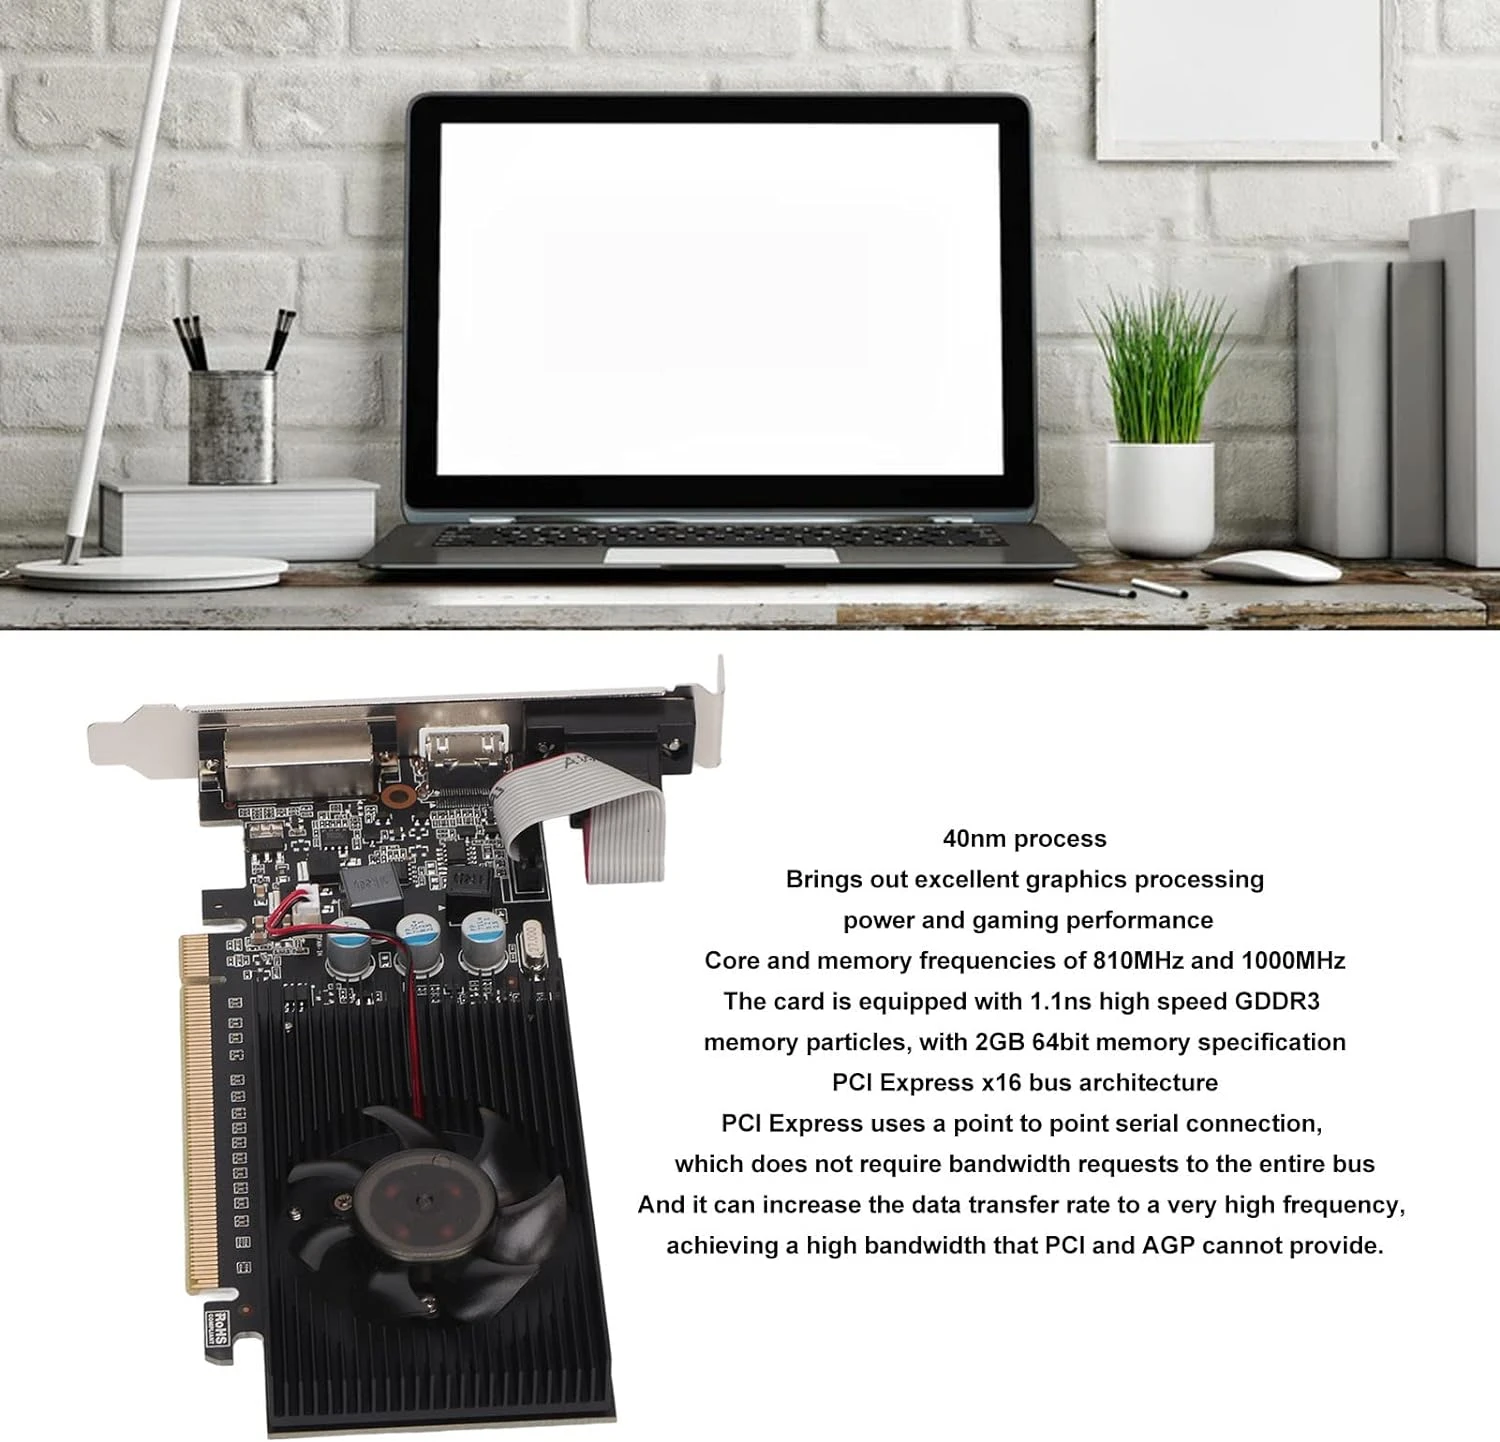 40nm process
Brings out excellent graphics processing
power and gaming performance
Core and memory frequencies of 810MHz and 1000MHz
The card is equipped with 1.1ns high speed GDDR3
memory particles, with 2GB 64bit memory specification
PCI Express x16 bus architecture
PCI Express uses a point to point serial connection,
which does not require bandwidth requests to the entire bus
And it can increase the data transfer rate to a very high frequency,
achieving a high bandwidth that PCI and AGP cannot provide.
RoHS
COMPLIANT